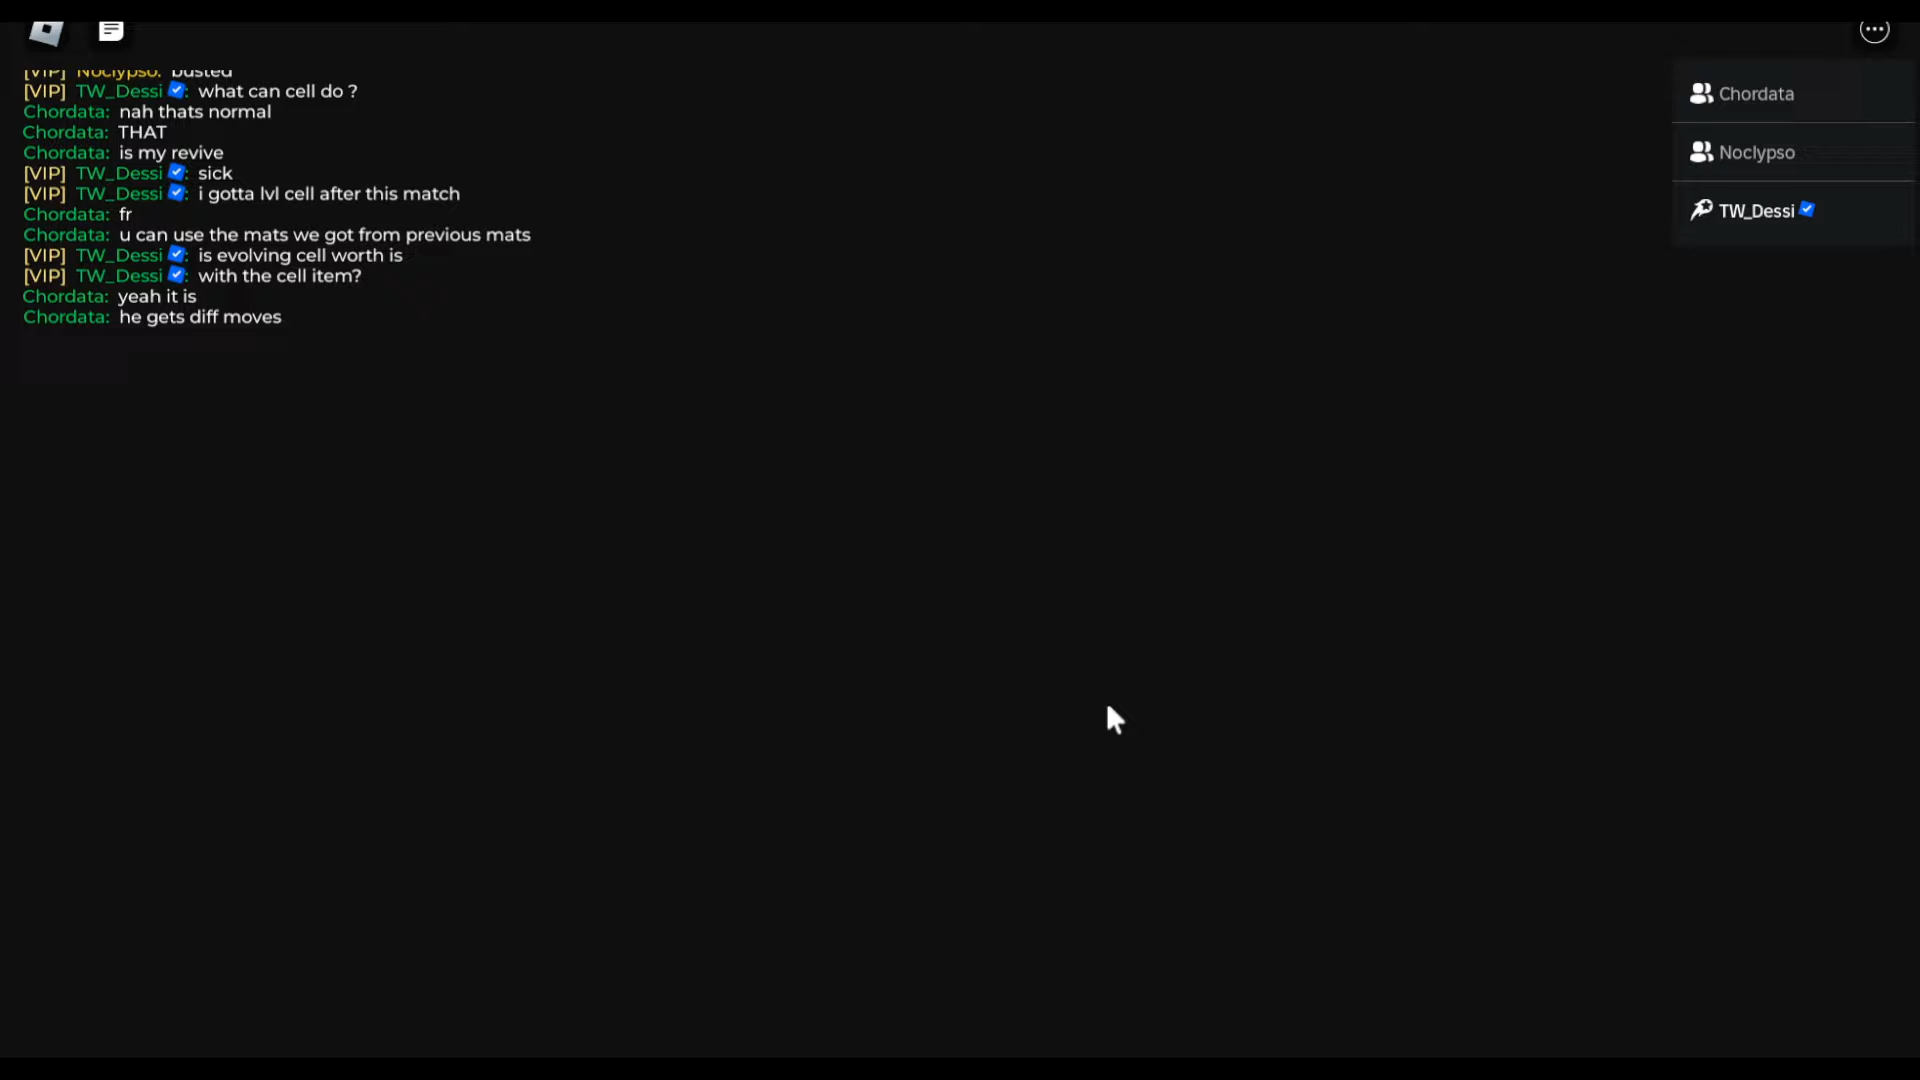 [VIP] Noclypso: busted
[VIP] TW_Dessi: what can cell do ?
Chordata: nah thats normal
Chordata: THAT
Chordata: is my revive
[VIP] TW_Dessi: sick
[VIP] TW_Dessi: i gotta lvl cell after this match
Chordata: fr
Chordata: u can use the mats we got from previous mats
[VIP] TW_Dessi: is evolving cell worth is
[VIP] TW_Dessi: with the cell item?
Chordata: yeah it is
Chordata: he gets diff moves
Chordata
Noclypso
TW_Dessi